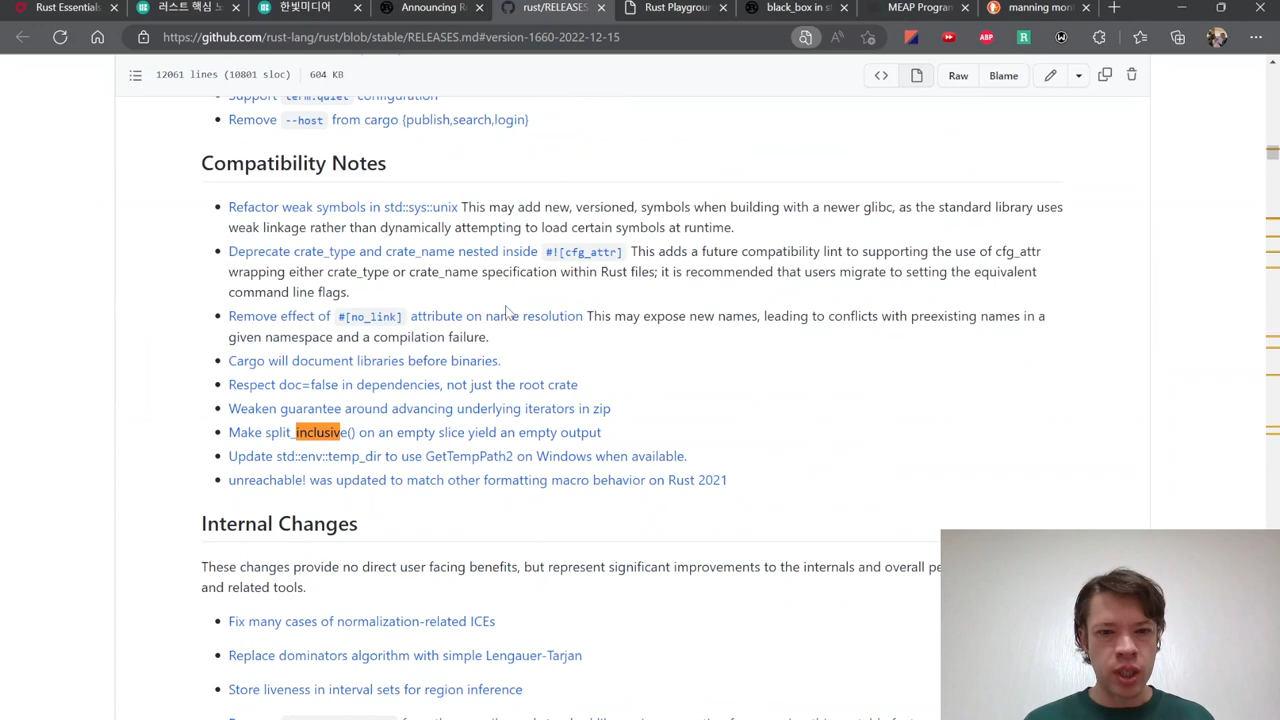 Rust Essentials
러스트 핵심 노
한빛미디어
Announcing R
rust/RELEASES
Rust Playgrou
black_box in st
MEAP Program
manning mon
https://github.com/rust-lang/rust/blob/stable/RELEASES.md#version-1660-2022-12-15
12061 lines (10801 sloc) 604 KB
Raw
Blame
Support term.quiet configuration
Remove --host from cargo {publish,search,login}
Compatibility Notes
Refactor weak symbols in std::sys::unix This may add new, versioned, symbols when building with a newer glibc, as the standard library uses
weak linkage rather than dynamically attempting to load certain symbols at runtime.
Deprecate crate_type and crate_name nested inside #![cfg_attr] This adds a future compatibility lint to supporting the use of cfg_attr
wrapping either crate_type or crate_name specification within Rust files; it is recommended that users migrate to setting the equivalent
command line flags.
Remove effect of #[no_link] attribute on name resolution This may expose new names, leading to conflicts with preexisting names in a
given namespace and a compilation failure.
Cargo will document libraries before binaries.
Respect doc=false in dependencies, not just the root crate
Weaken guarantee around advancing underlying iterators in zip
Make split_inclusive() on an empty slice yield an empty output
Update std::env::temp_dir to use GetTempPath2 on Windows when available.
unreachable! was updated to match other formatting macro behavior on Rust 2021
Internal Changes
These changes provide no direct user facing benefits, but represent significant improvements to the internals and overall pe
and related tools.
Fix many cases of normalization-related ICEs
Replace dominators algorithm with simple Lengauer-Tarjan
Store liveness in interval sets for region inference